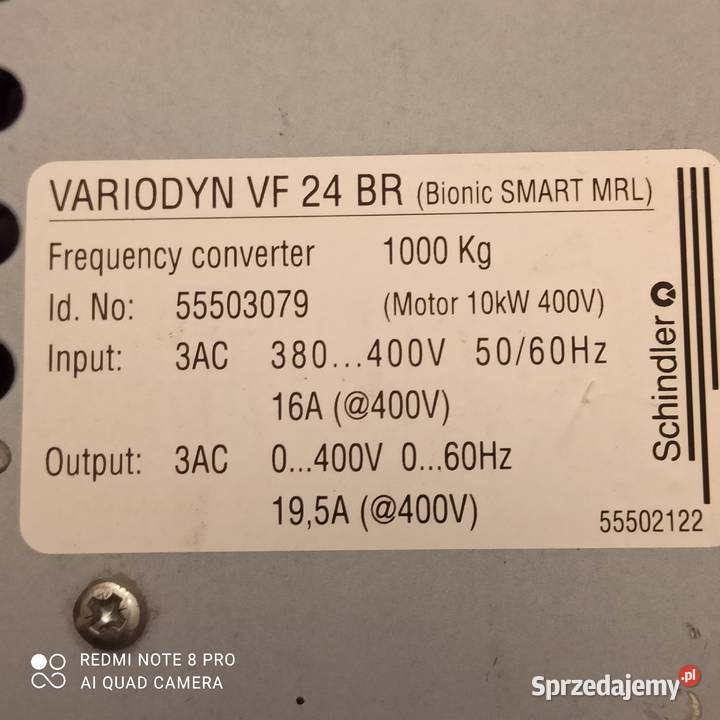 VARIODYN VF 24 BR (Bionic SMART MRL)
Frequency converter 1000 Kg
Id. No: 55503079 (Motor 10kW 400V)
Input: 3AC 380...400V 50/60Hz
16A (@400V)
Output: 3AC 0...400V 0...60Hz
19,5A (@400V)
55502122
Schindler
REDMI NOTE 8 PRO
AI QUAD CAMERA
Sprzedajemy.pl